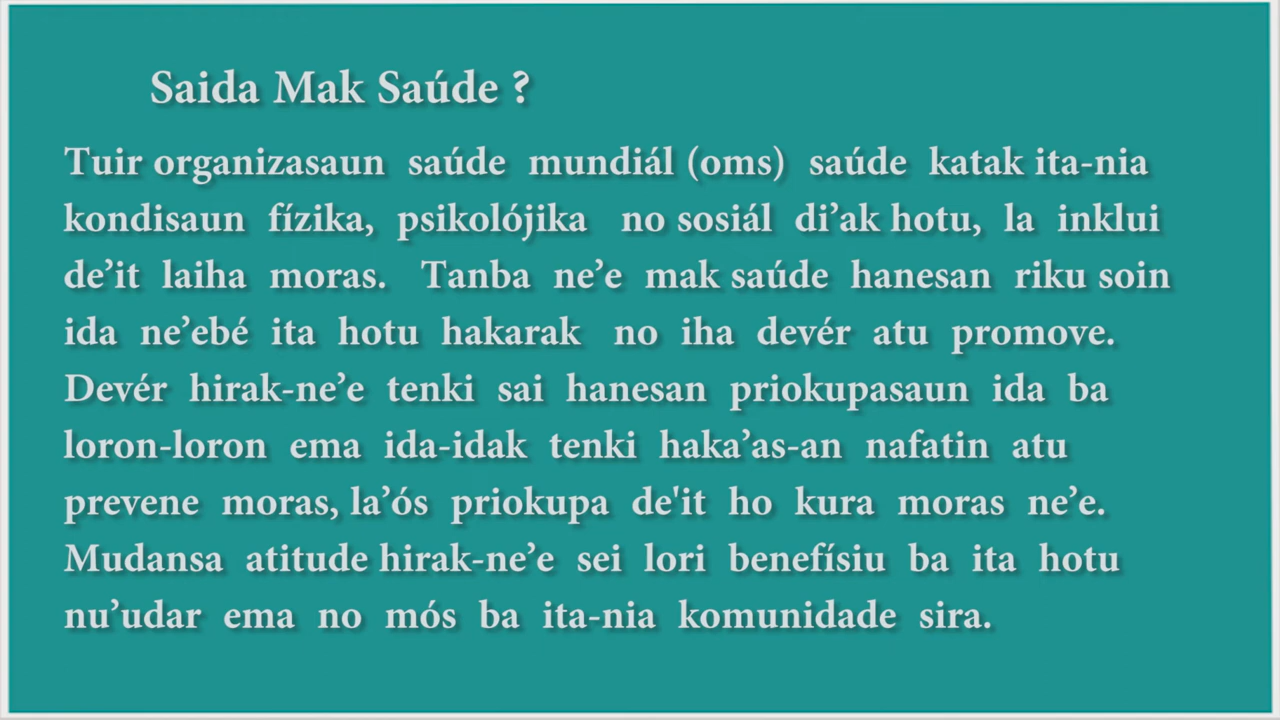 Saida Mak Saúde ?
Tuir organizasaun saúde mundiál (oms) saúde katak ita-nia
kondisaun fízika, psikolójika no sosiál di’ak hotu, la inklui
de’it laiha moras. Tanba ne’e mak saúde hanesan riku soin
ida ne’ebé ita hotu hakarak no iha devér atu promove.
Devér hirak-ne’e tenki sai hanesan priokupasaun ida ba
loron-loron ema ida-idak tenki haka’as-an nafatin atu
prevene moras, la’ós priokupa de'it ho kura moras ne’e.
Mudansa atitude hirak-ne’e sei lori benefísiu ba ita hotu
nu’udar ema no mós ba ita-nia komunidade sira.